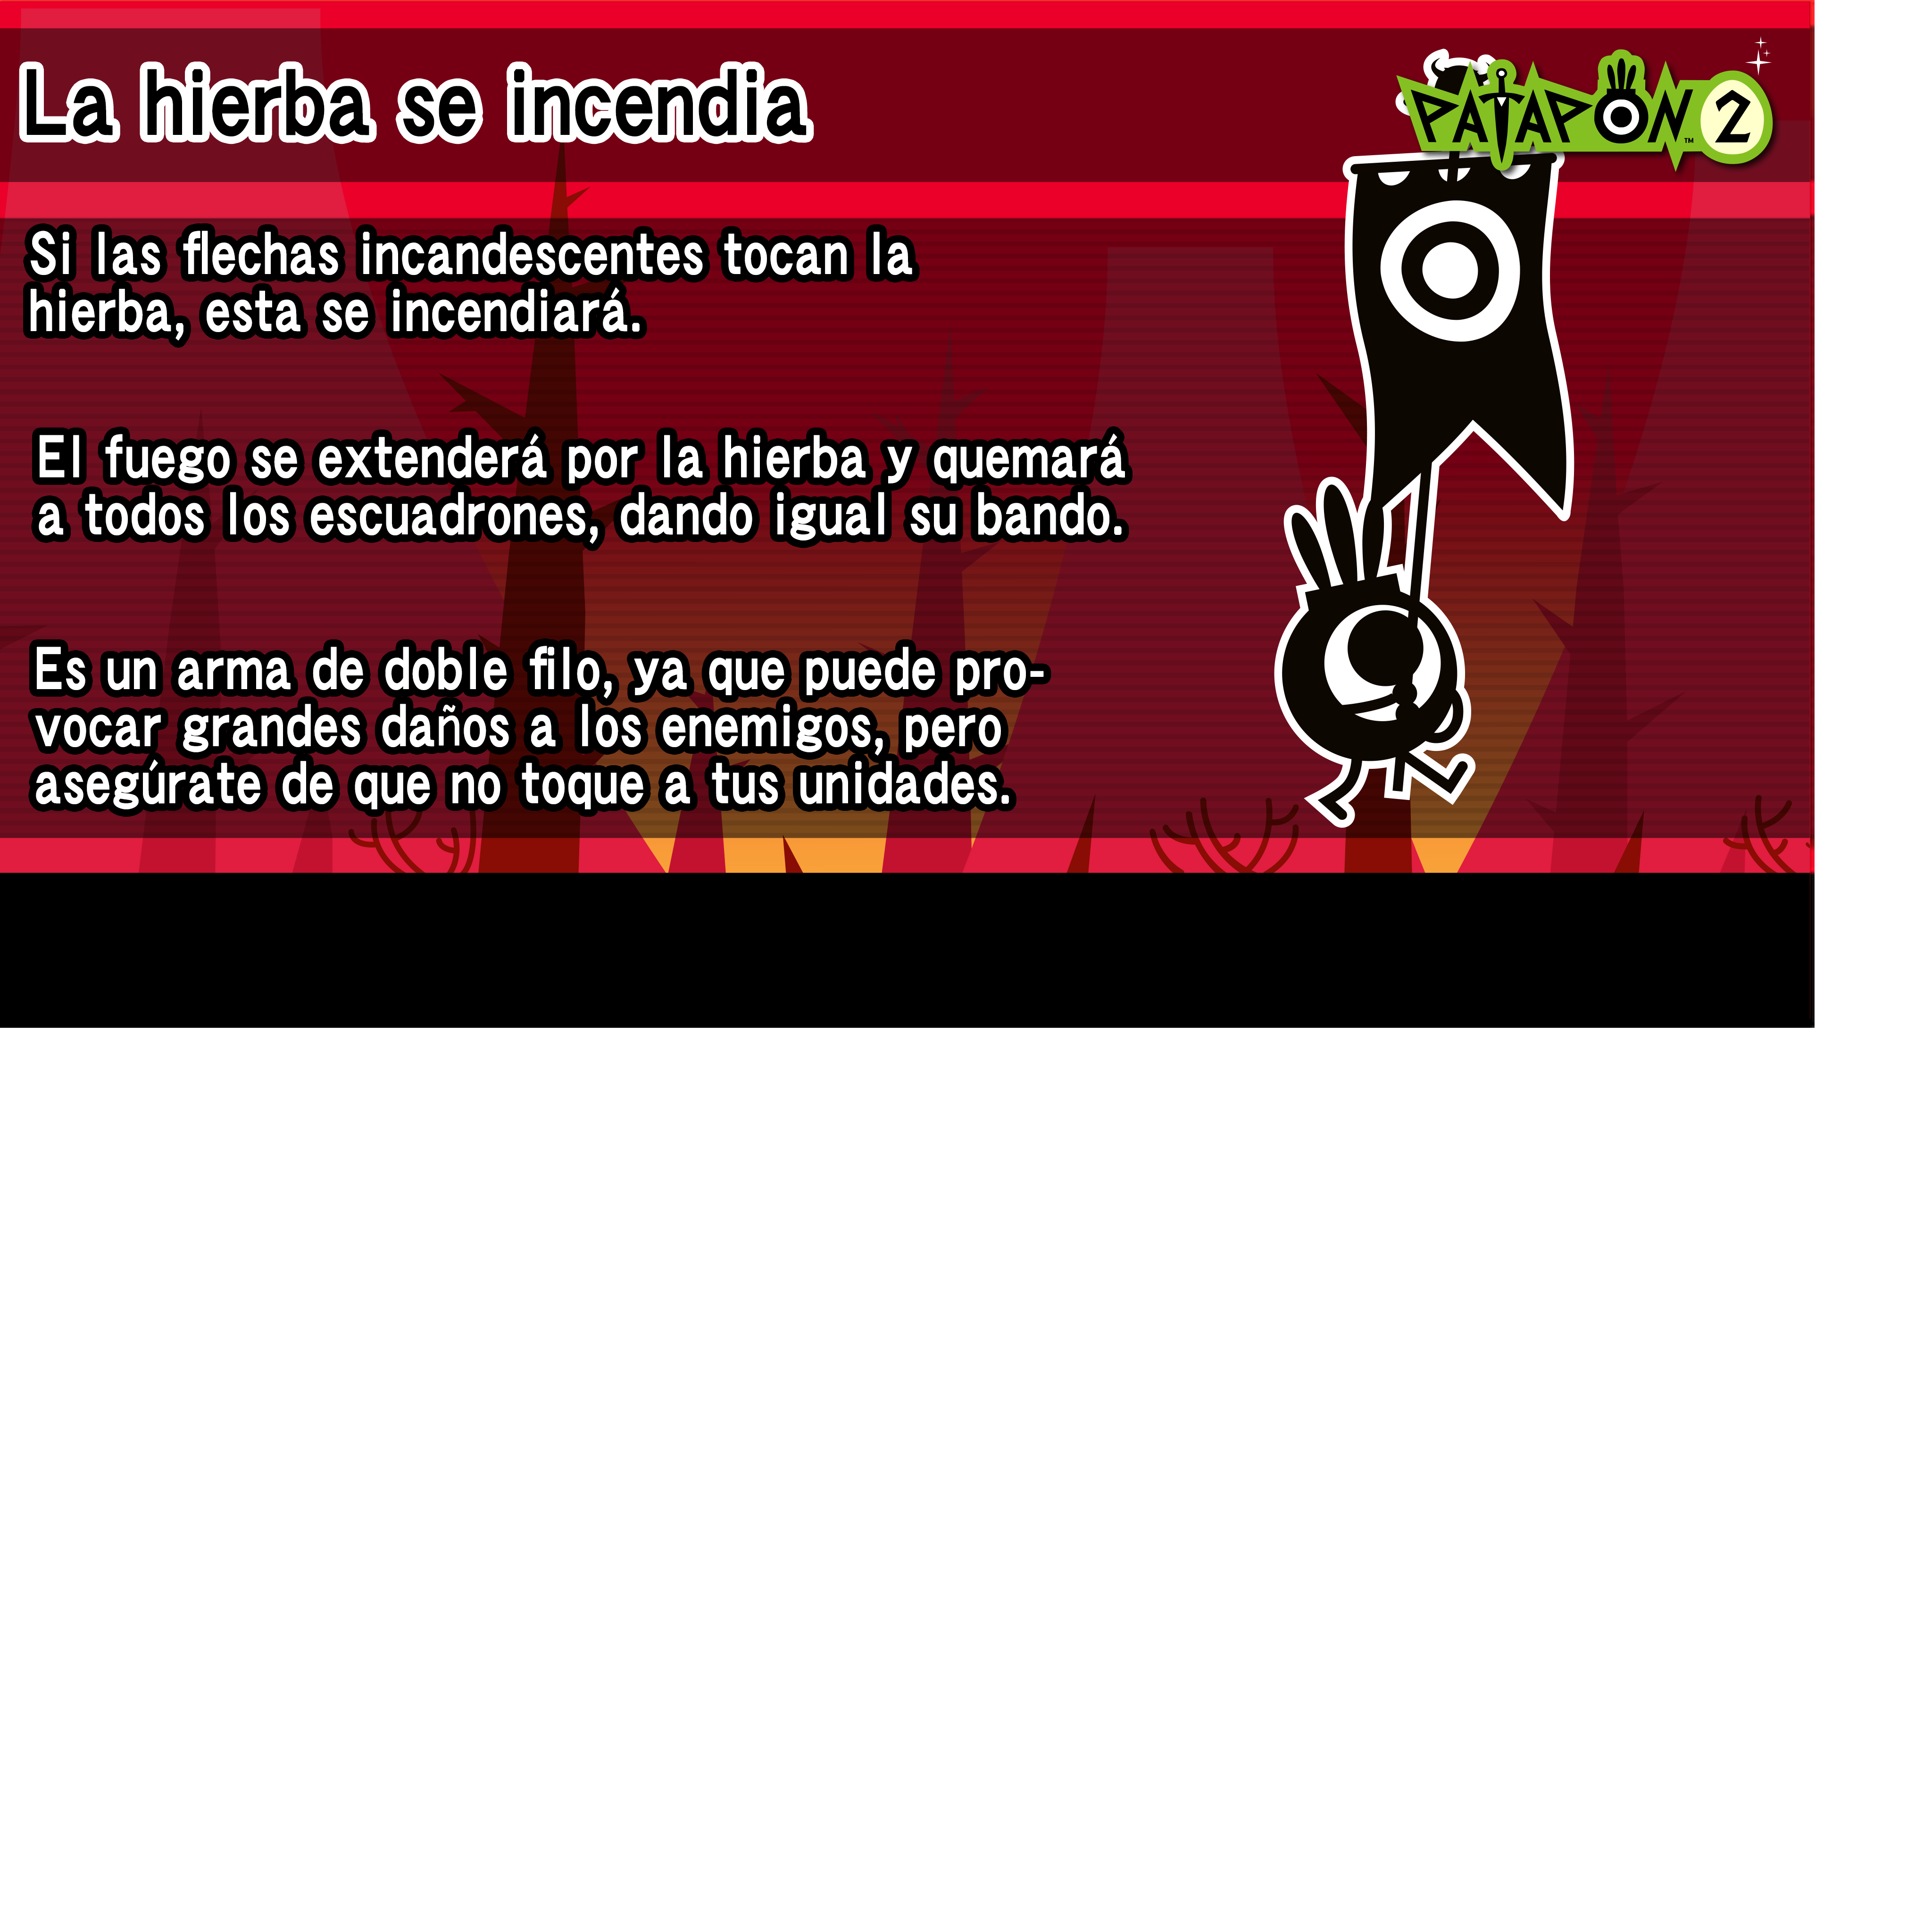 La hierba se incendia
PATAPON™ 2
Si las flechas incandescentes tocan la
hierba, esta se incendiará.
El fuego se extenderá por la hierba y quemará
a todos los escuadrones, dando igual su bando.
Es un arma de doble filo, ya que puede pro-
vocar grandes daños a los enemigos, pero
asegúrate de que no toque a tus unidades.